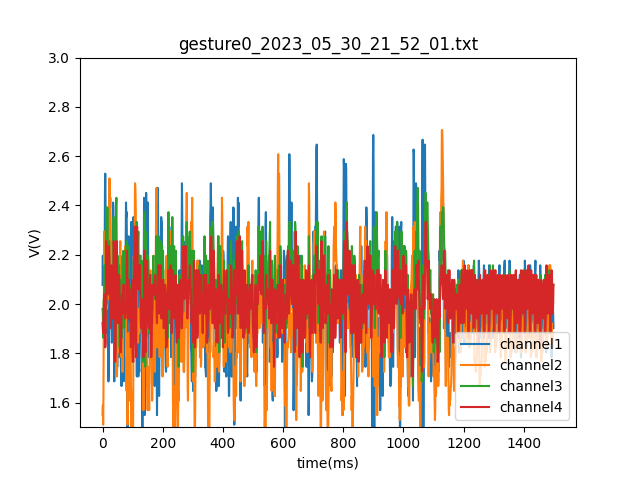 gesture0_2023_05_30_21_52_01.txt
V(V)
3.0
2.8
2.6
2.4
2.2
2.0
1.8
1.6
channel1
channel2
channel3
channel4
0 200 400 600 800 1000 1200 1400
time(ms)